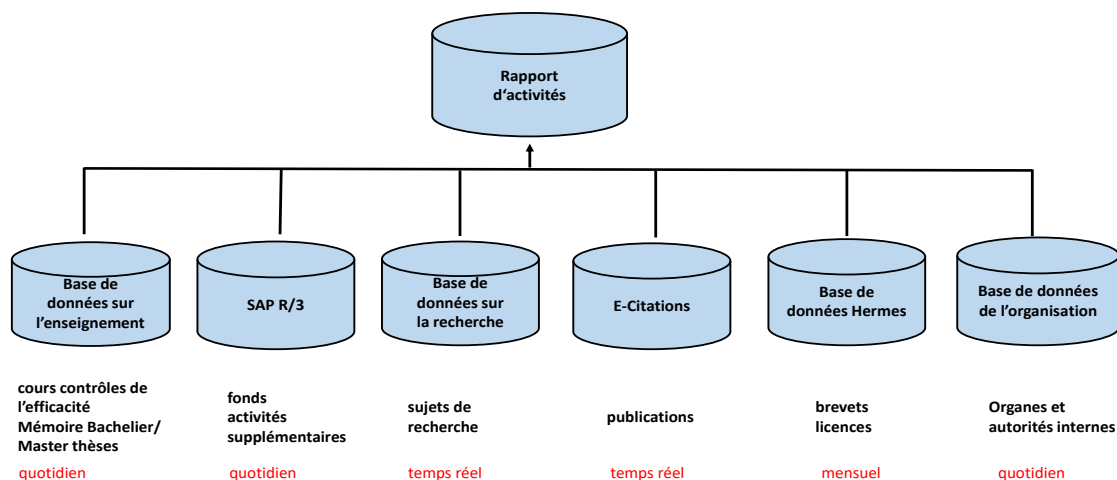 Rapport
d‘activités
Base de
données sur
l’enseignement
SAP R/3
Base de
données sur
la recherche
E-Citations
Base de
données Hermes
Base de données
de l’organisation
cours contrôles de
l’efficacité
Mémoire Bachelier/
Master thèses
fonds
activités
supplémentaires
sujets de
recherche
publications
brevets
licences
Organes et
autorités internes
quotidien
quotidien
temps réel
temps réel
mensuel
quotidien